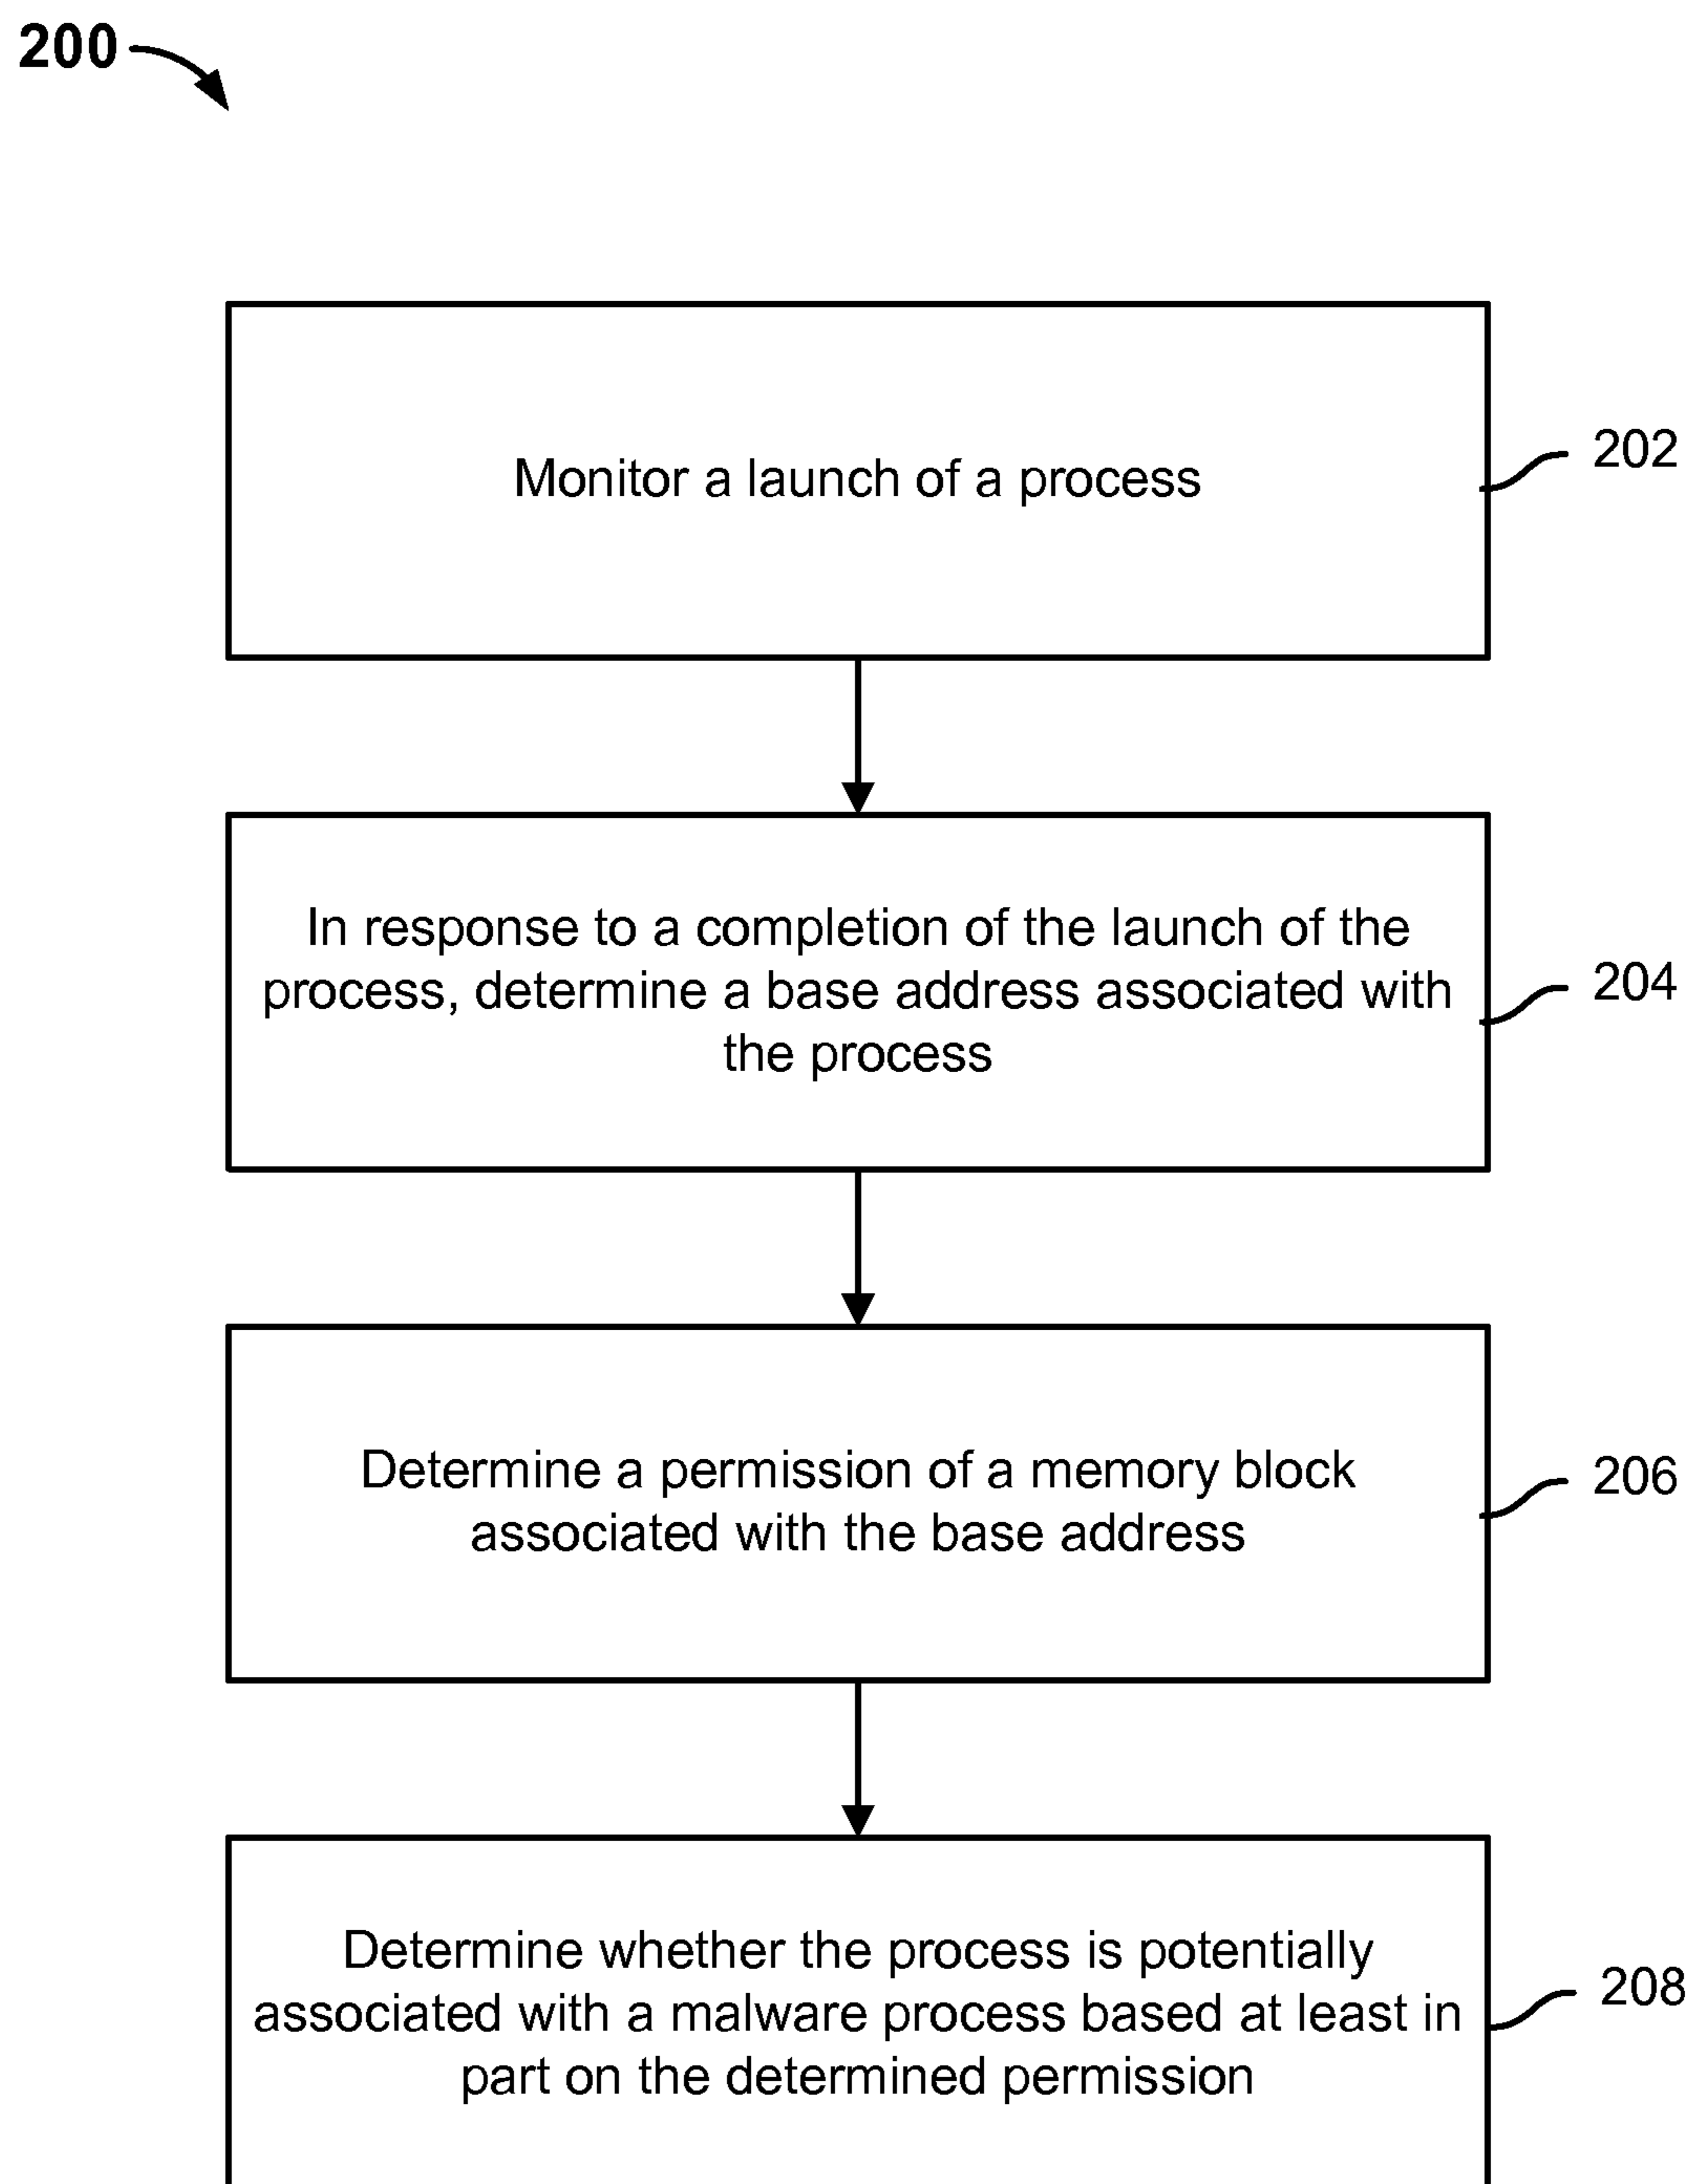 200
Monitor a launch of a process
202
In response to a completion of the launch of the
process, determine a base address associated with
the process
204
Determine a permission of a memory block
associated with the base address
206
Determine whether the process is potentially
associated with a malware process based at least in
part on the determined permission
208